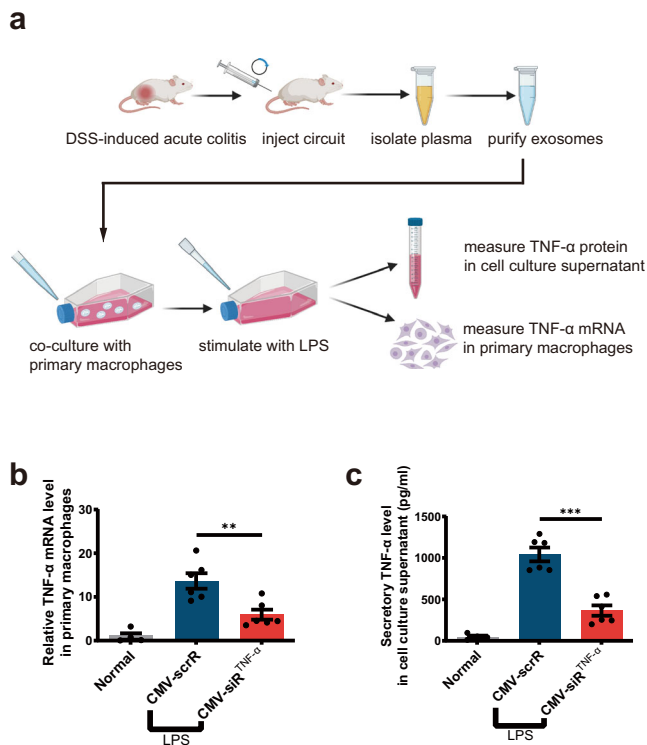 a
DSS-induced acute colitis
inject circuit
isolate plasma
purify exosomes
co-culture with
primary macrophages
stimulate with LPS
measure TNF-α protein
in cell culture supernatant
measure TNF-α mRNA
in primary macrophages
b
Relative TNF-α mRNA level
in primary macrophages
30
20
10
0
**
Normal
CMV-scrR
CMV-siR^TNF-α
LPS
c
Secretory TNF-α level
in cell culture supernatant (pg/ml)
1500
1000
500
0
***
Normal
CMV-scrR
CMV-siR^TNF-α
LPS